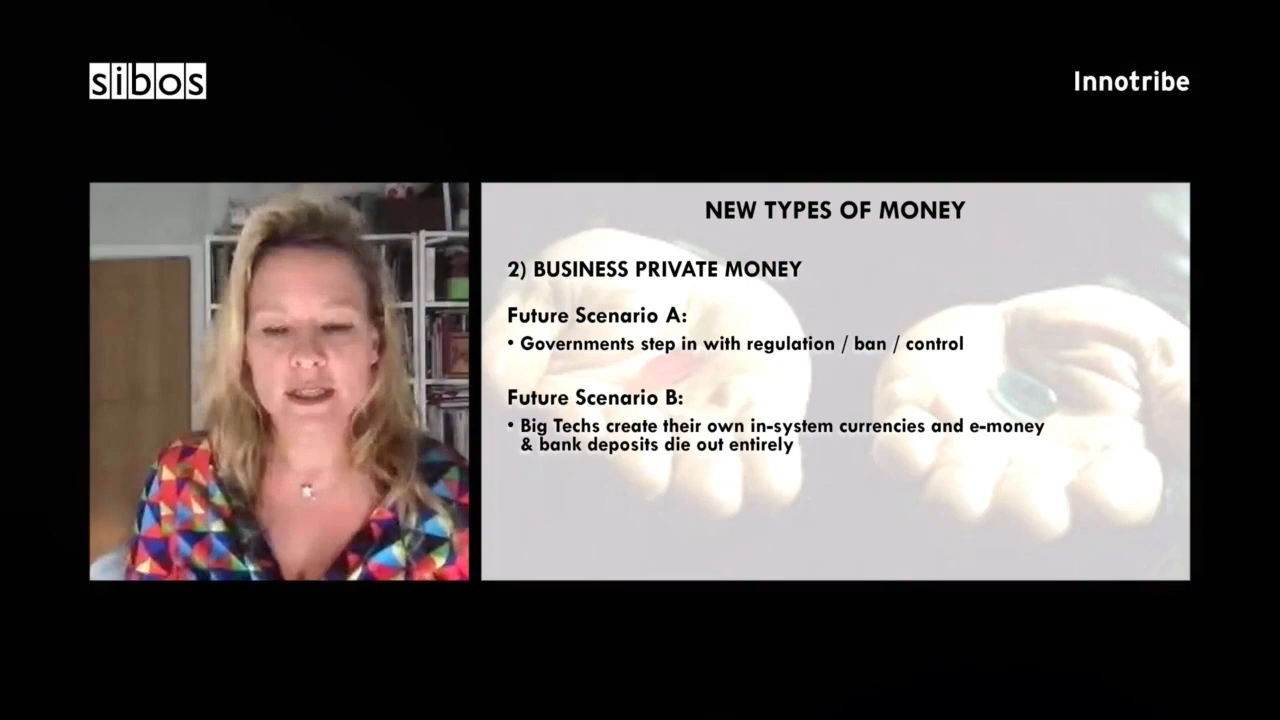 sibos
Innotribe
NEW TYPES OF MONEY
2) BUSINESS PRIVATE MONEY
Future Scenario A:
• Governments step in with regulation / ban / control
Future Scenario B:
• Big Techs create their own in-system currencies and e-money
& bank deposits die out entirely